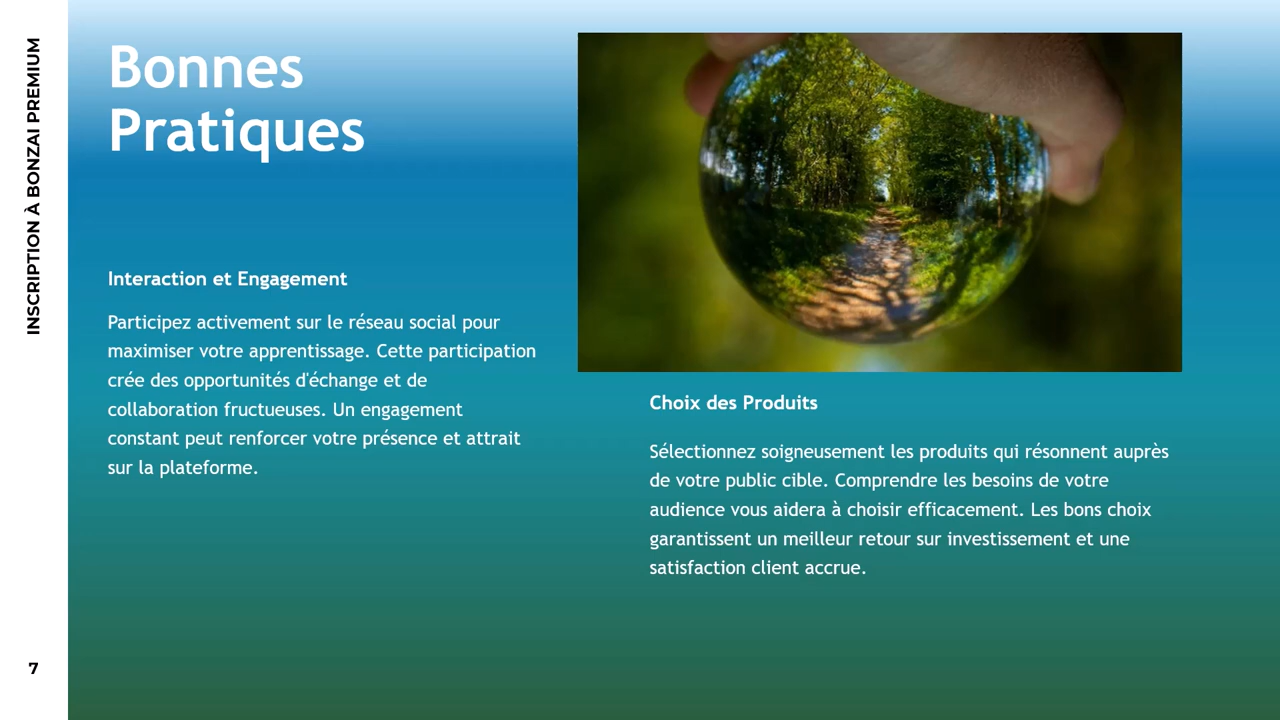 INSCRIPTION À BONZAI PREMIUM
Bonnes
Pratiques
Interaction et Engagement
Participez activement sur le réseau social pour
maximiser votre apprentissage. Cette participation
crée des opportunités d'échange et de
collaboration fructueuses. Un engagement
constant peut renforcer votre présence et attrait
sur la plateforme.
Choix des Produits
Sélectionnez soigneusement les produits qui résonnent auprès
de votre public cible. Comprendre les besoins de votre
audience vous aidera à choisir efficacement. Les bons choix
garantissent un meilleur retour sur investissement et une
satisfaction client accrue.
7